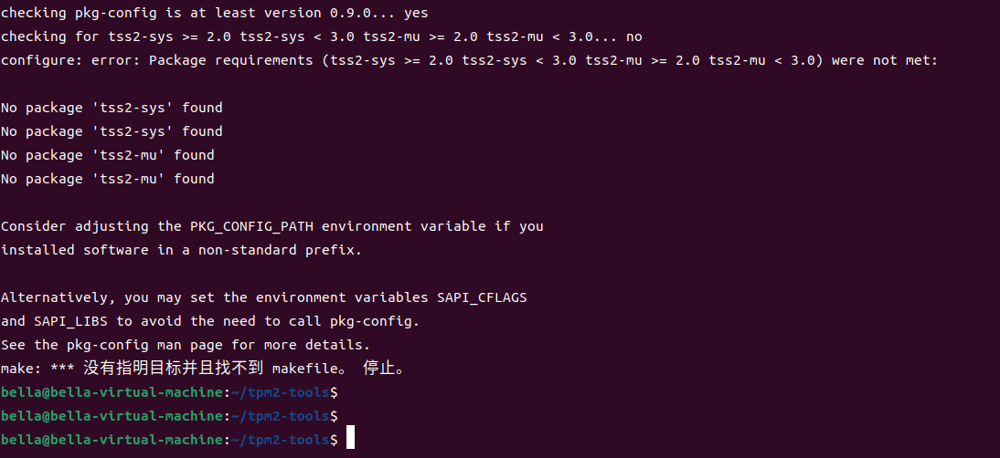 checking pkg-config is at least version 0.9.0... yes
checking for tss2-sys >= 2.0 tss2-sys < 3.0 tss2-mu >= 2.0 tss2-mu < 3.0... no
configure: error: Package requirements (tss2-sys >= 2.0 tss2-sys < 3.0 tss2-mu >= 2.0 tss2-mu < 3.0) were not met:
No package 'tss2-sys' found
No package 'tss2-sys' found
No package 'tss2-mu' found
No package 'tss2-mu' found
Consider adjusting the PKG_CONFIG_PATH environment variable if you
installed software in a non-standard prefix.
Alternatively, you may set the environment variables SAPI_CFLAGS
and SAPI_LIBS to avoid the need to call pkg-config.
See the pkg-config man page for more details.
make: *** 没有指明目标并且找不到 makefile。 停止。
bella@bella-virtual-machine:~/tpm2-tools$
bella@bella-virtual-machine:~/tpm2-tools$
bella@bella-virtual-machine:~/tpm2-tools$